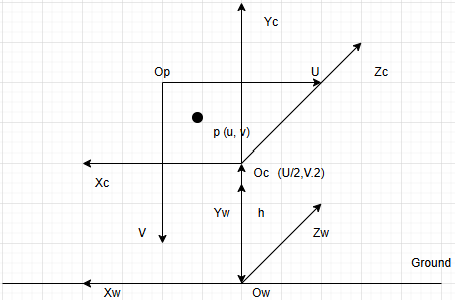 Yc
Op
U
Zc
p (u, v)
Oc (U/2,V.2)
Xc
Yw
h
V
Zw
Ground
Xw
Ow